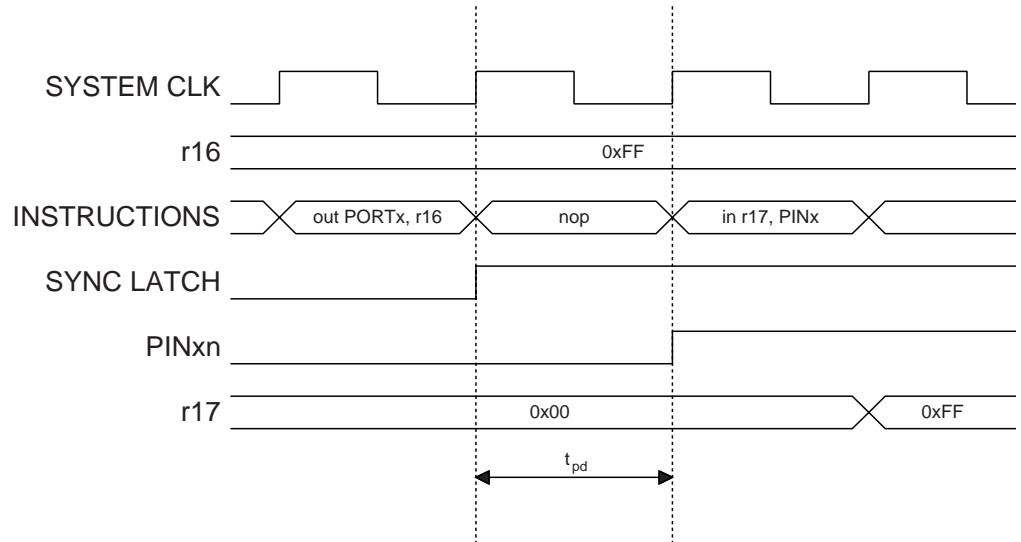 SYSTEM CLK
r16
0xFF
INSTRUCTIONS
out PORTx, r16
nop
in r17, PINx
SYNC LATCH
PINxn
r17
0x00
0xFF
tpd